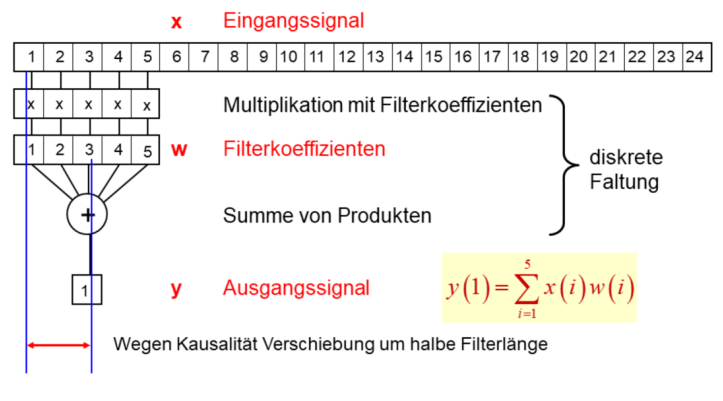 x Eingangssignal
1 2 3 4 5 6 7 8 9 10 11 12 13 14 15 16 17 18 19 20 21 22 23 24
x x x x x Multiplikation mit Filterkoeffizienten
1 2 3 4 5 w Filterkoeffizienten
diskrete
Faltung
+ Summe von Produkten
1 y Ausgangssignal y(1) = ∑_{i=1}^{5} x(i) w(i)
Wegen Kausalität Verschiebung um halbe Filterlänge